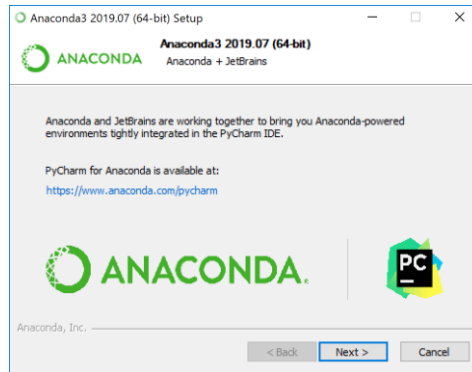 Anaconda3 2019.07 (64-bit) Setup
Anaconda3 2019.07 (64-bit)
ANACONDA
Anaconda + JetBrains
Anaconda and JetBrains are working together to bring you Anaconda-powered
environments tightly integrated in the PyCharm IDE.
PyCharm for Anaconda is available at:
https://www.anaconda.com/pycharm
ANACONDA.
PC
Anaconda, Inc.
< Back Next > Cancel